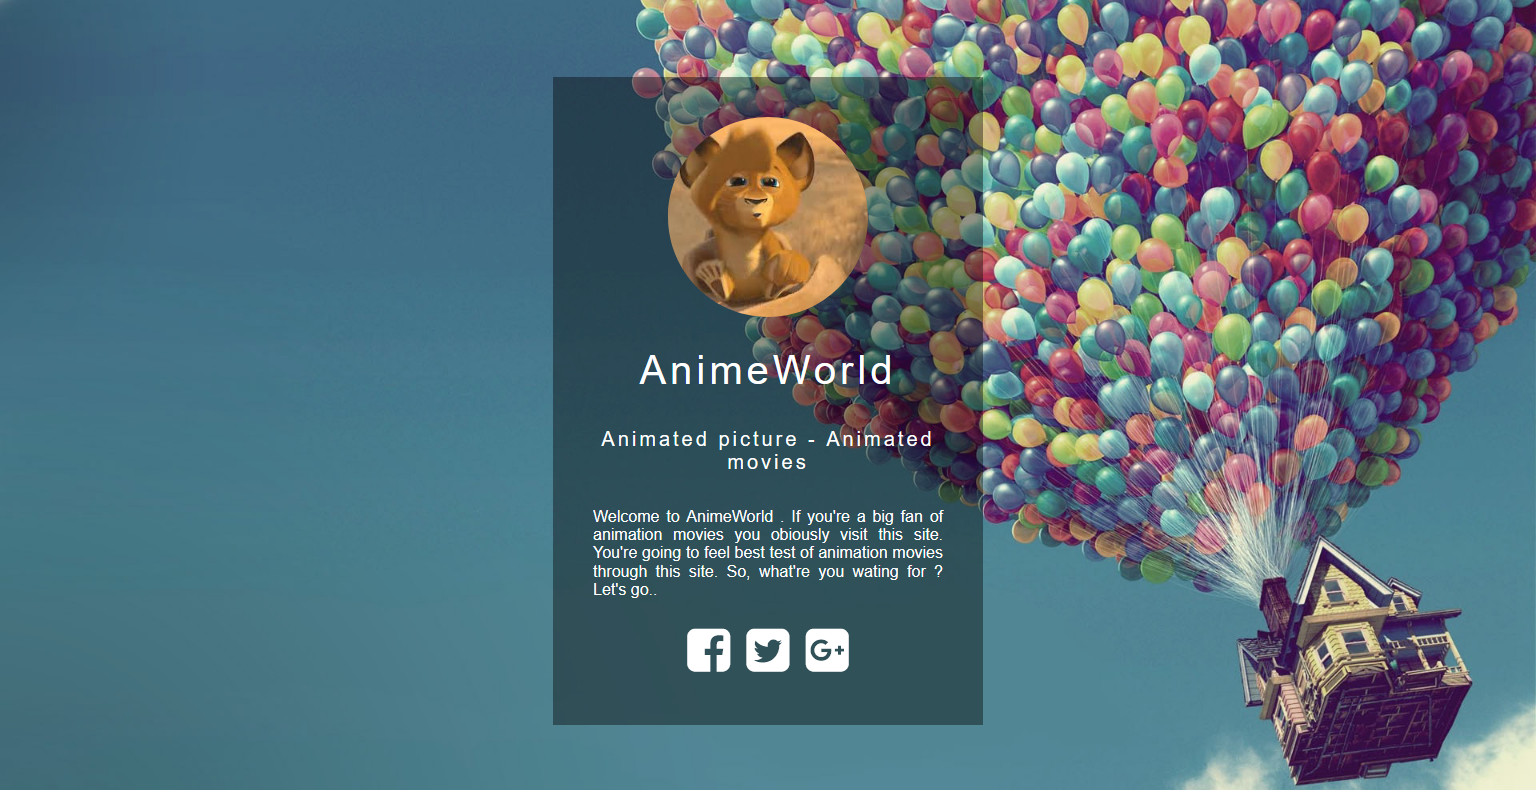 AnimeWorld
Animated picture - Animated
movies
Welcome to AnimeWorld . If you're a big fan of
animation movies you obiously visit this site.
You're going to feel best test of animation movies
through this site. So, what're you wating for ?
Let's go..
G+